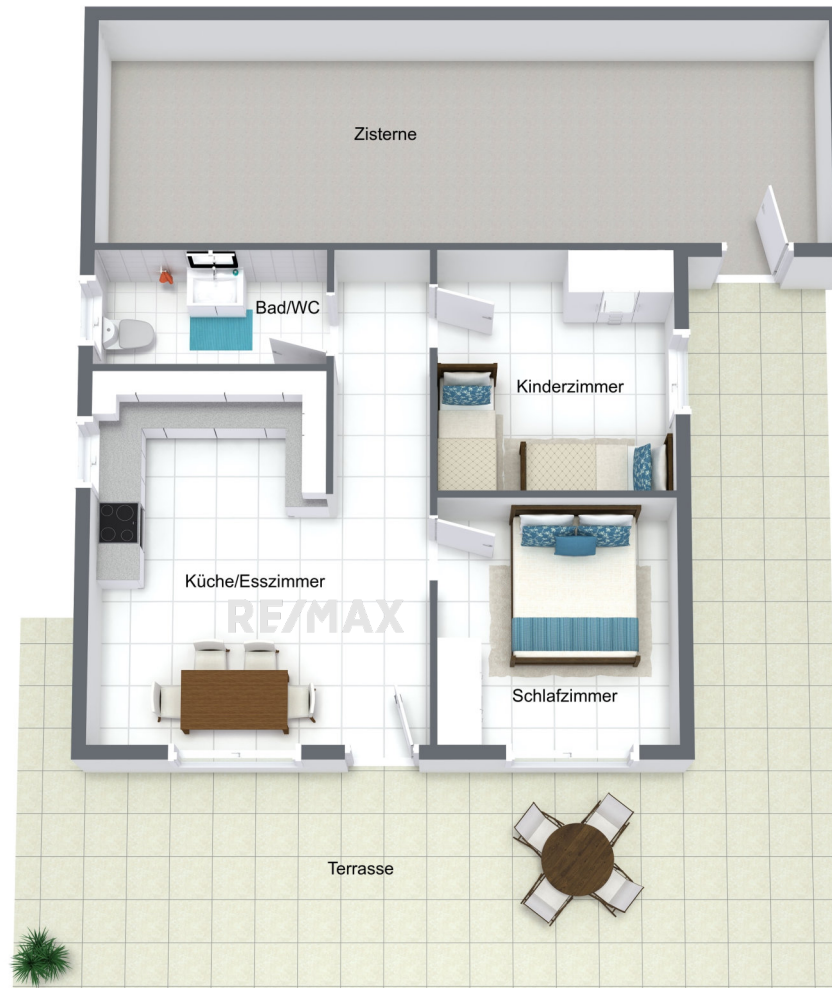 Zisterne
Bad/WC
Kinderzimmer
Küche/Esszimmer
RE/MAX
Schlafzimmer
Terrasse